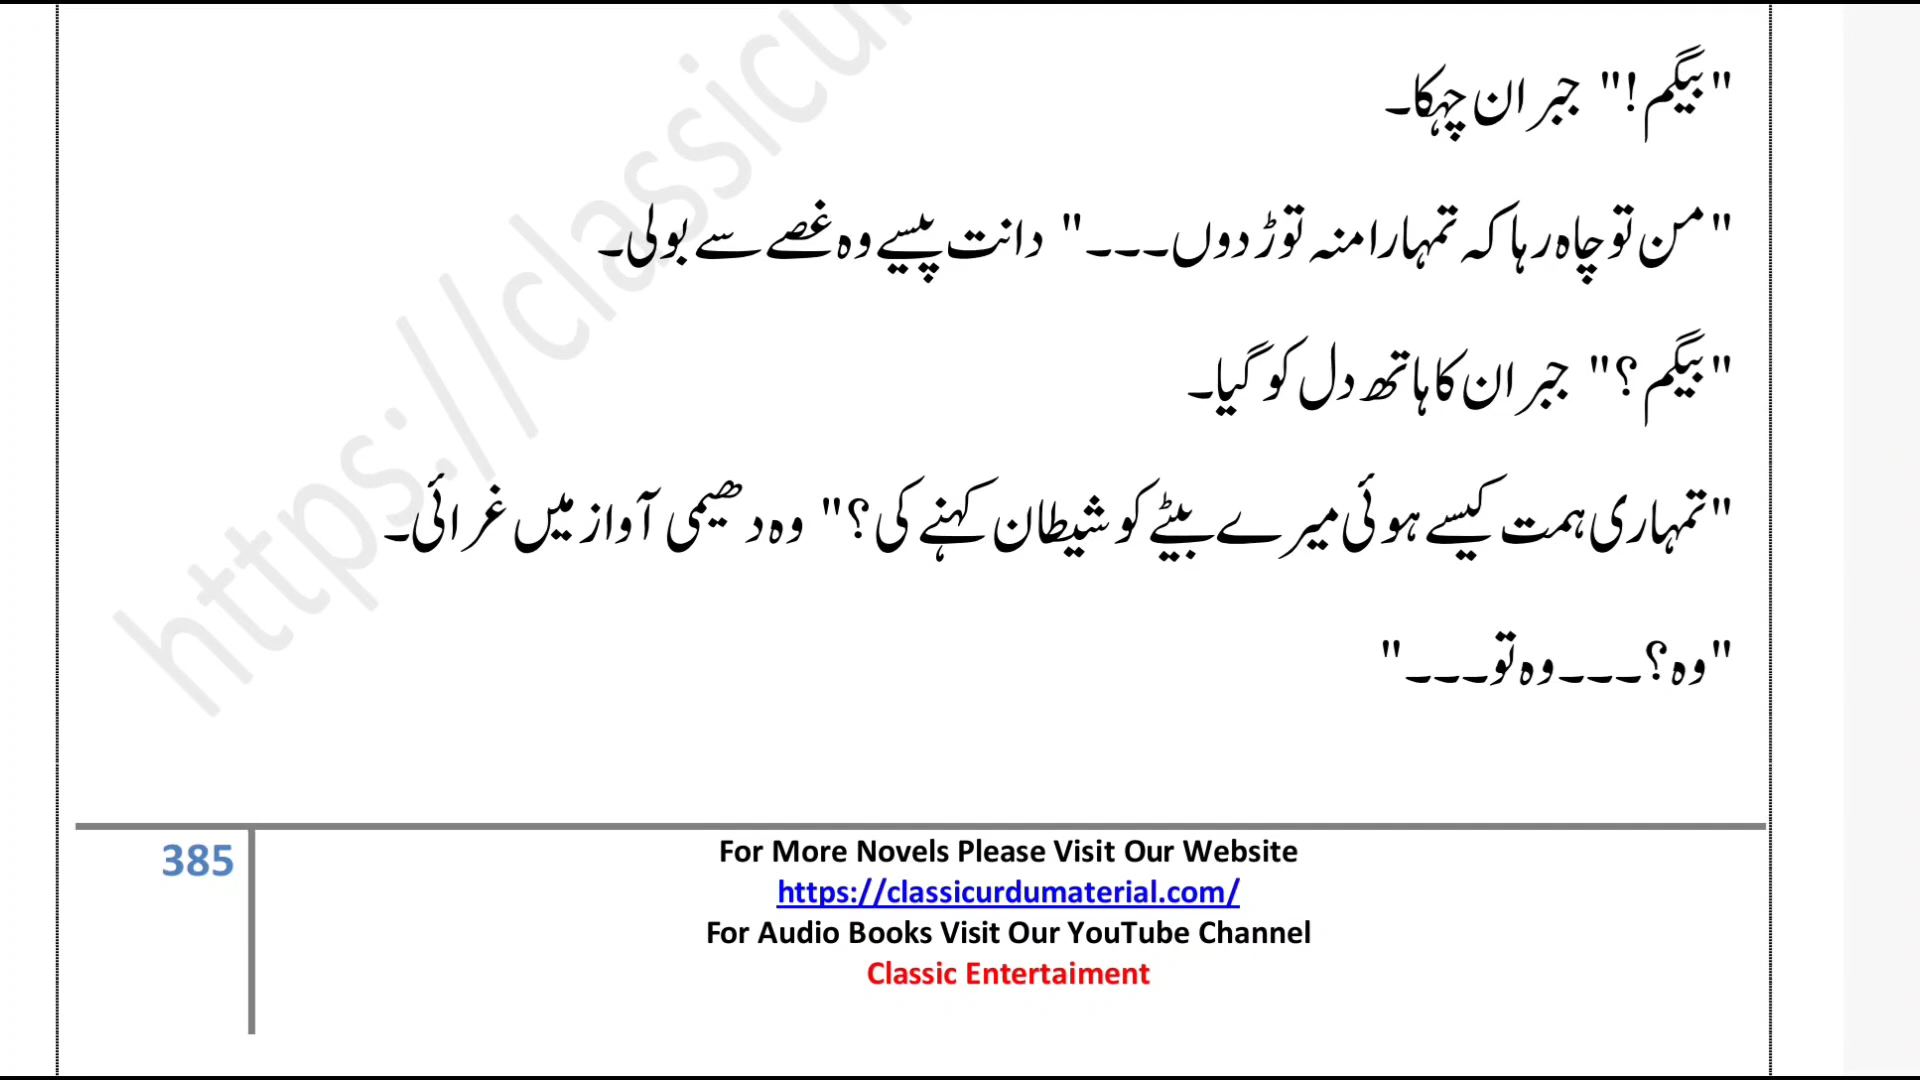 "بیگم!" جبران چہکا۔
"من تو چاہ رہا کہ تمہارا منہ توڑ دوں۔۔۔" دانت پیسے وہ غصے سے بولی۔
"بیگم؟" جبران کا ہاتھ دل کو گیا۔
"تمہاری ہمت کیسے ہوئی میرے بیٹے کو شیطان کہنے کی؟" وہ دھیمی آواز میں غرائی۔
"وہ؟۔۔۔وہ تو۔۔۔"
385
For More Novels Please Visit Our Website
https://classicurdumaterial.com/
For Audio Books Visit Our YouTube Channel
Classic Entertaiment
https://classicu